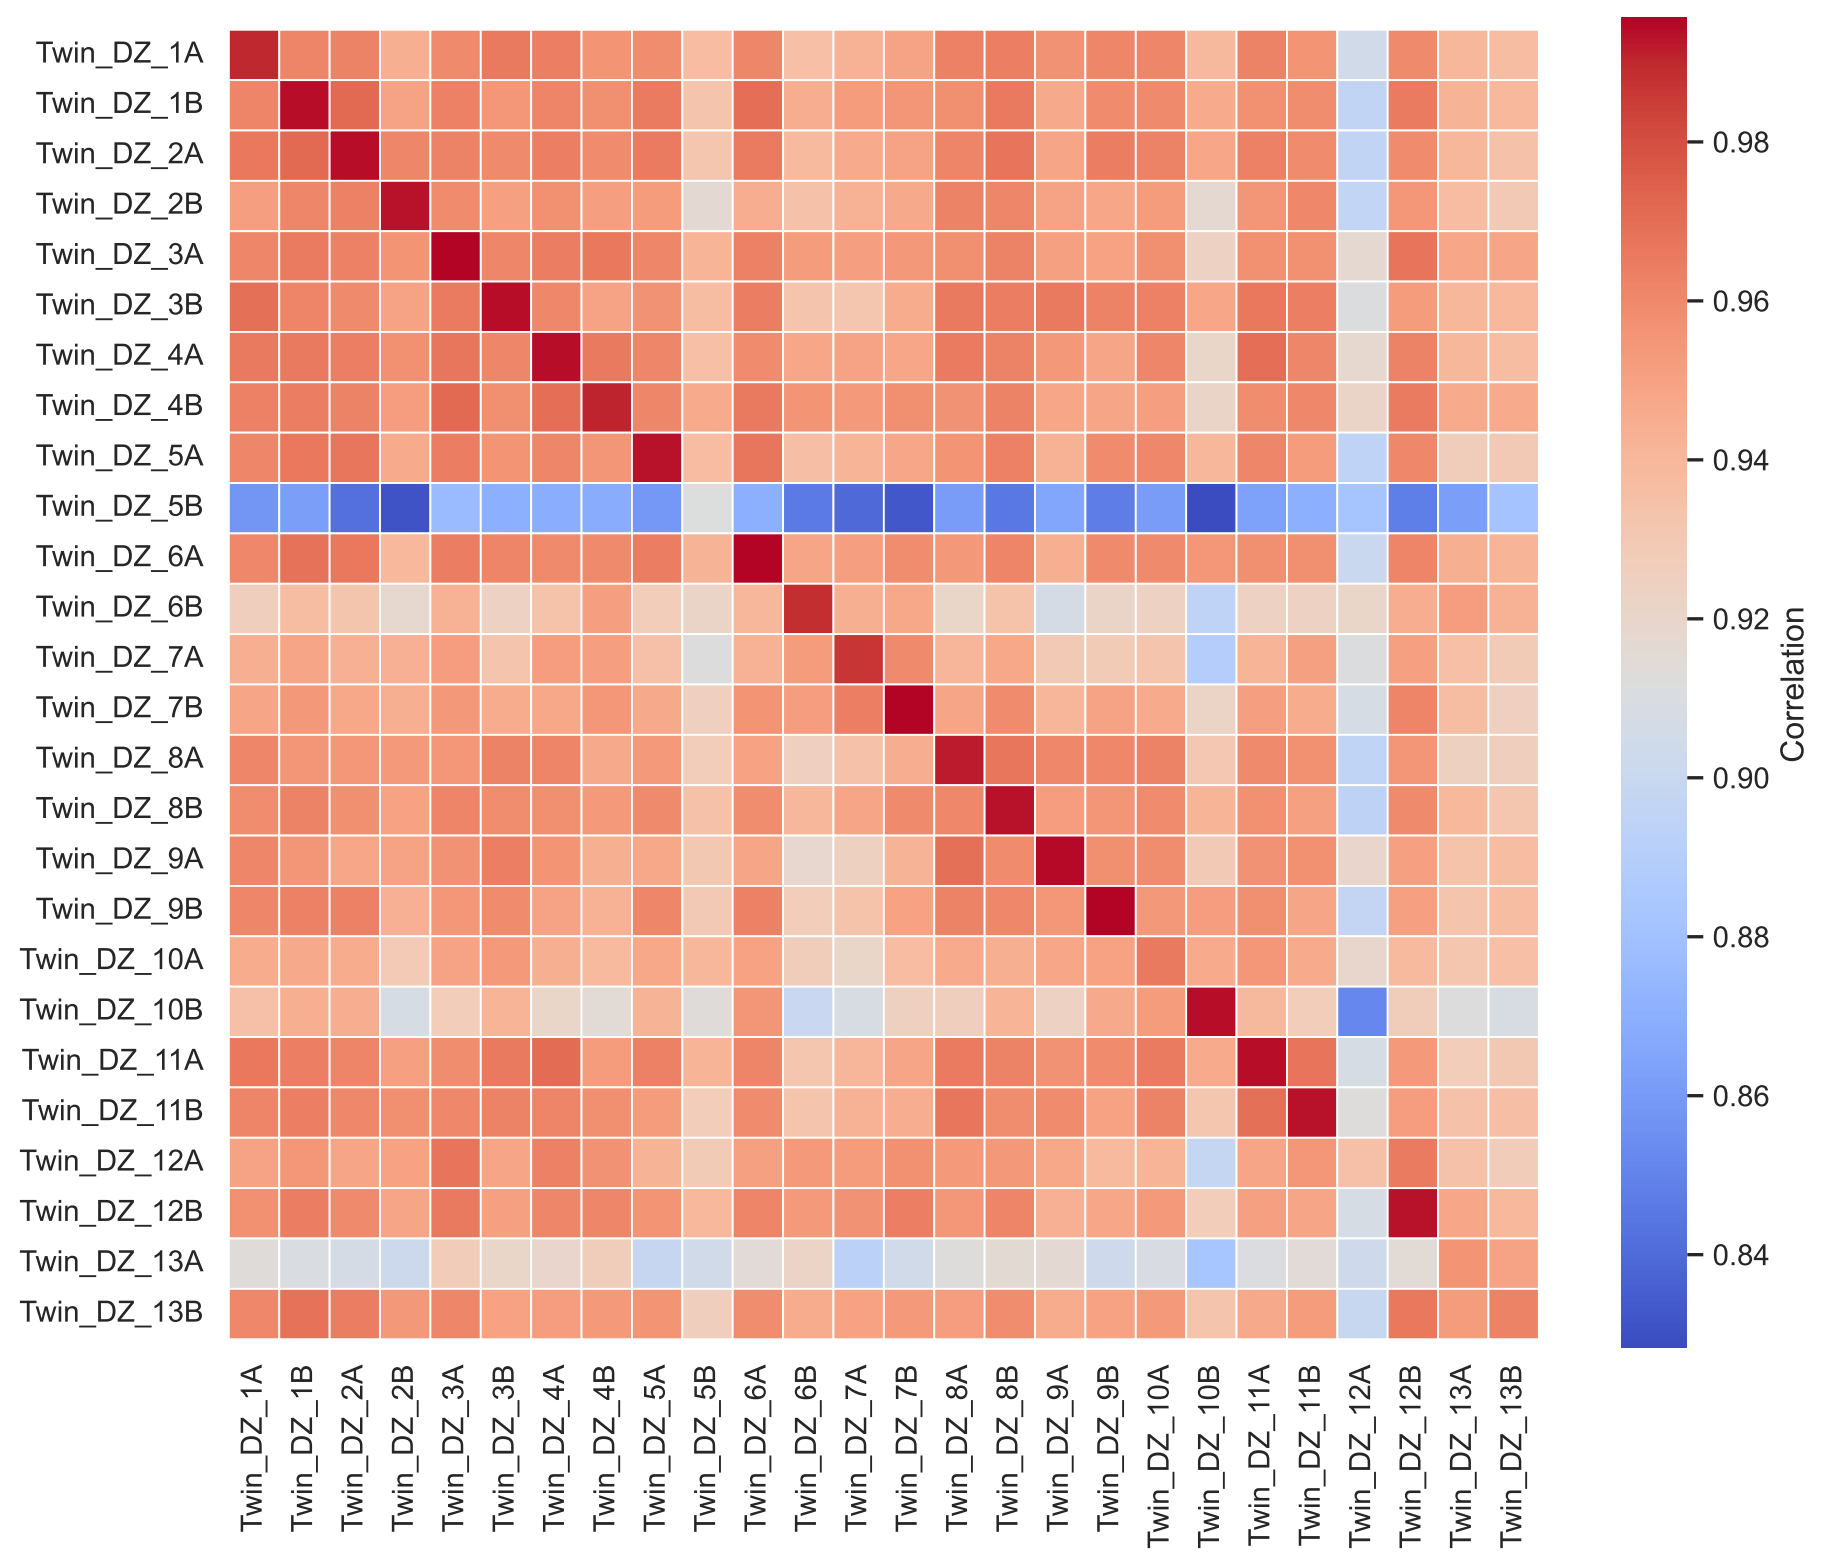 Twin_DZ_1A
Twin_DZ_1B
Twin_DZ_2A
Twin_DZ_2B
Twin_DZ_3A
Twin_DZ_3B
Twin_DZ_4A
Twin_DZ_4B
Twin_DZ_5A
Twin_DZ_5B
Twin_DZ_6A
Twin_DZ_6B
Twin_DZ_7A
Twin_DZ_7B
Twin_DZ_8A
Twin_DZ_8B
Twin_DZ_9A
Twin_DZ_9B
Twin_DZ_10A
Twin_DZ_10B
Twin_DZ_11A
Twin_DZ_11B
Twin_DZ_12A
Twin_DZ_12B
Twin_DZ_13A
Twin_DZ_13B
Twin_DZ_1A
Twin_DZ_1B
Twin_DZ_2A
Twin_DZ_2B
Twin_DZ_3A
Twin_DZ_3B
Twin_DZ_4A
Twin_DZ_4B
Twin_DZ_5A
Twin_DZ_5B
Twin_DZ_6A
Twin_DZ_6B
Twin_DZ_7A
Twin_DZ_7B
Twin_DZ_8A
Twin_DZ_8B
Twin_DZ_9A
Twin_DZ_9B
Twin_DZ_10A
Twin_DZ_10B
Twin_DZ_11A
Twin_DZ_11B
Twin_DZ_12A
Twin_DZ_12B
Twin_DZ_13A
Twin_DZ_13B
0.98
0.96
0.94
0.92
0.90
0.88
0.86
0.84
Correlation